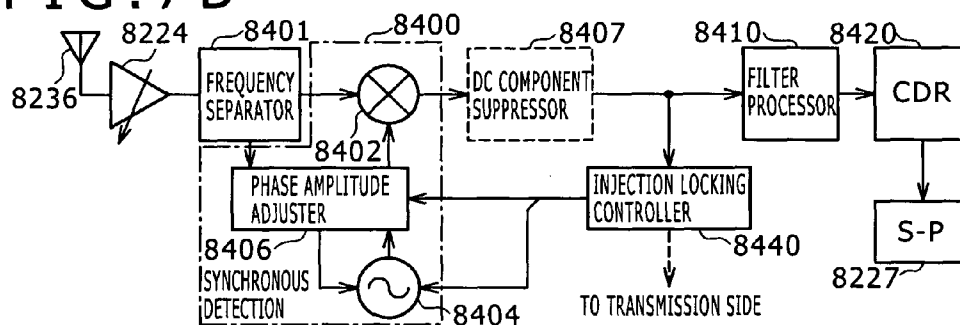 FIG. 7B
8236
8224
8401
FREQUENCY
SEPARATOR
8400
8402
8407
DC COMPONENT
SUPPRESSOR
8410
FILTER
PROCESSOR
8420
CDR
PHASE AMPLITUDE
ADJUSTER
8406
INJECTION LOCKING
CONTROLLER
8440
S-P
8227
SYNCHRONOUS
DETECTION
8404
TO TRANSMISSION SIDE